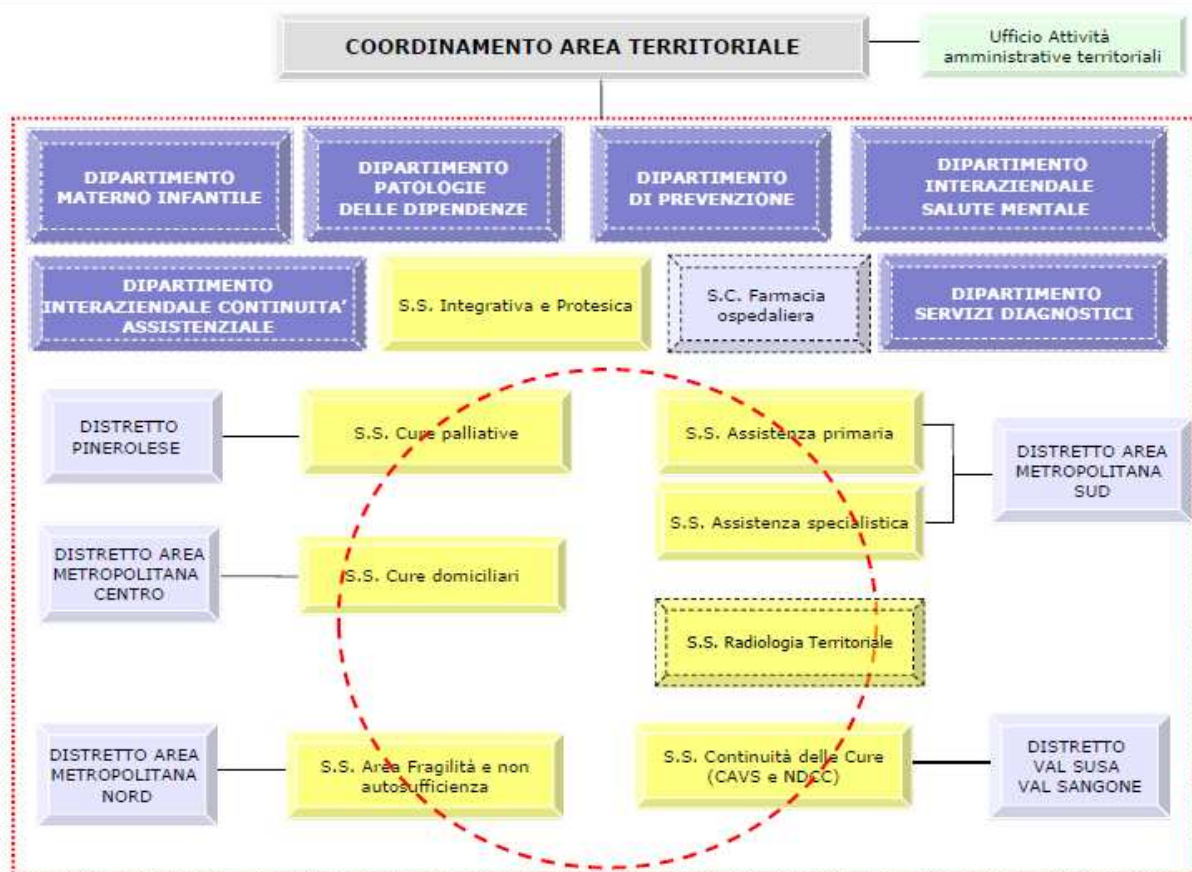 COORDINAMENTO AREA TERRITORIALE
Ufficio Attività
amministrative territoriali
DIPARTIMENTO
MATERNO INFANTILE
DIPARTIMENTO
PATOLOGIE
DELLE DIPENDENZE
DIPARTIMENTO
DI PREVENZIONE
DIPARTIMENTO
INTERAZIENDALE
SALUTE MENTALE
DIPARTIMENTO
INTERAZIENDALE CONTINUITA'
ASSISTENZIALE
S.S. Integrativa e Protesica
S.C. Farmacia
ospedaliera
DIPARTIMENTO
SERVIZI DIAGNOSTICI
DISTRETTO
PINEROLESE
S.S. Cure palliative
S.S. Assistenza primaria
DISTRETTO AREA
METROPOLITANA
SUD
S.S. Assistenza specialistica
DISTRETTO AREA
METROPOLITANA
CENTRO
S.S. Cure domiciliari
S.S. Radiologia Territoriale
DISTRETTO AREA
METROPOLITANA
NORD
S.S. Area Fragilità e non
autosufficienza
S.S. Continuità delle Cure
(CAVS e NDCC)
DISTRETTO
VAL SUSA
VAL SANGONE